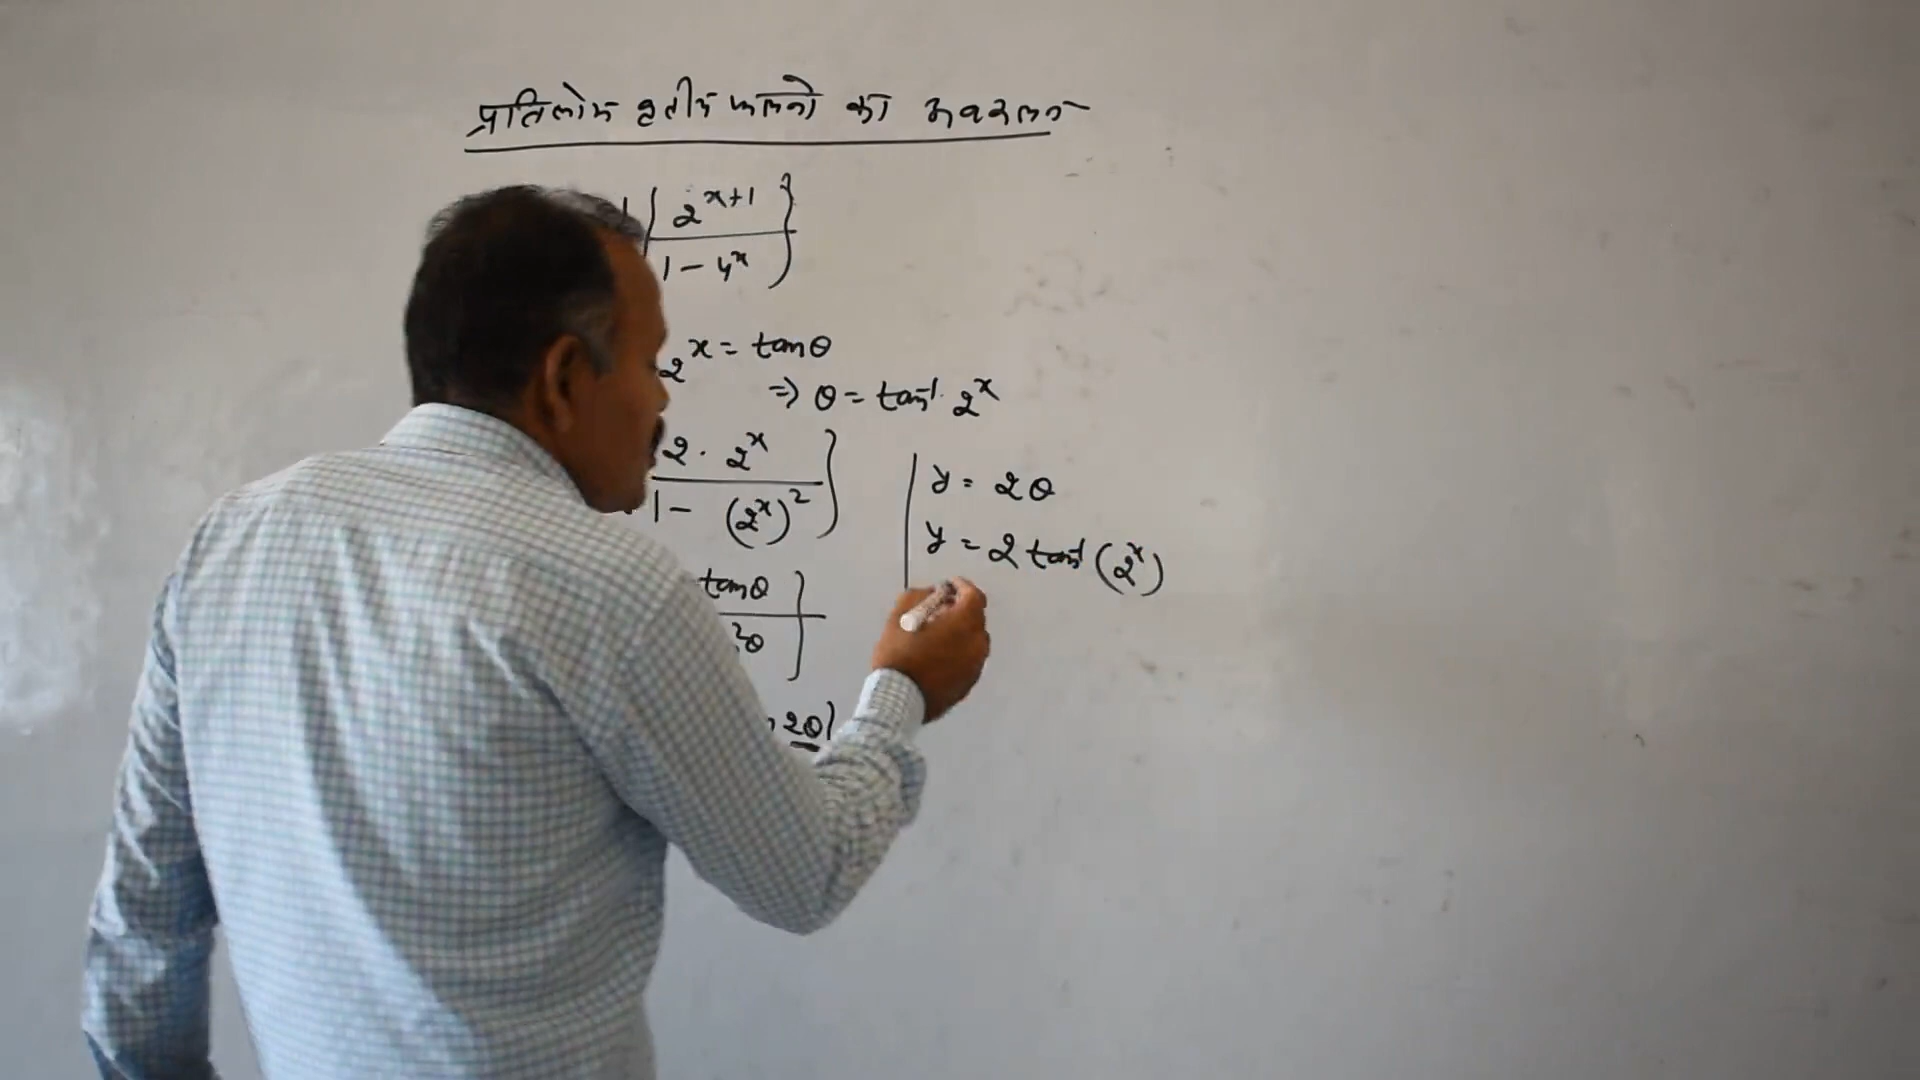 प्रतिलोम वृतीय फलनो का अवकलन
{ 2^{x+1} / 1 - 4^x }
2^x = tanθ
⇒ θ = tan⁻¹ 2^x
2 · 2^x / 1 - (2^x)^2 }
tanθ / ²θ }
2θ)
y = 2θ
y = 2 tan⁻¹ (2^x)